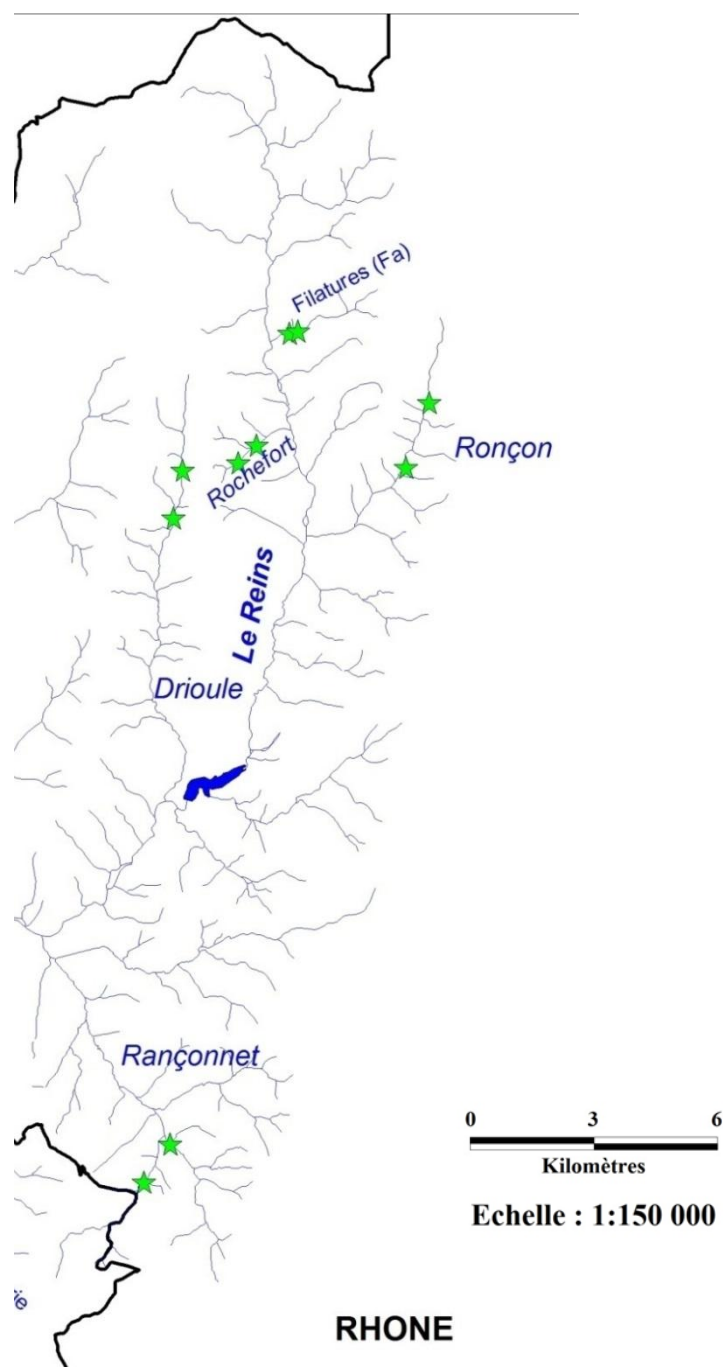 Filatures (Fa)
Ronçon
Rochefort
Le Reins
Drioule
Rançonnet
0 3 6
Kilomètres
Echelle : 1:150 000
RHONE